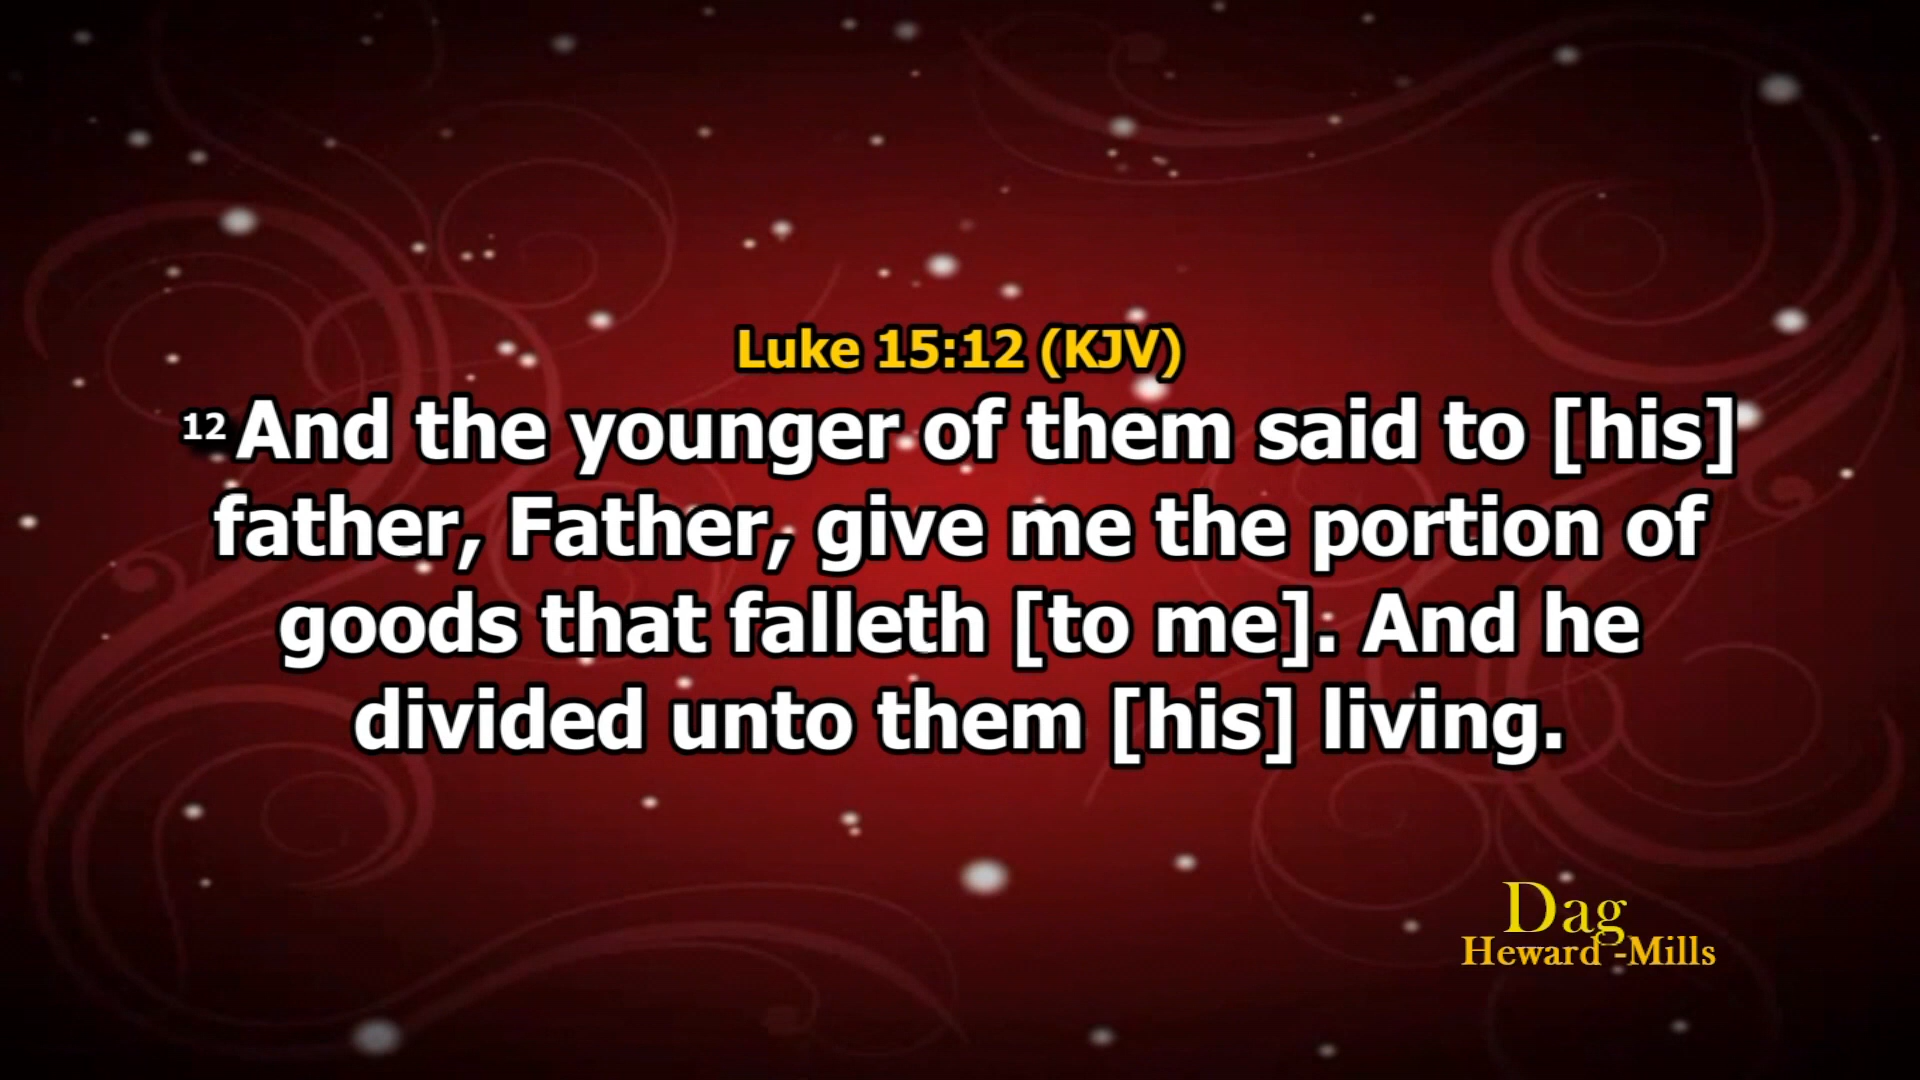 Luke 15:12 (KJV)
12 And the younger of them said to [his]
father, Father, give me the portion of
goods that falleth [to me]. And he
divided unto them [his] living.
Dag
Heward -Mills